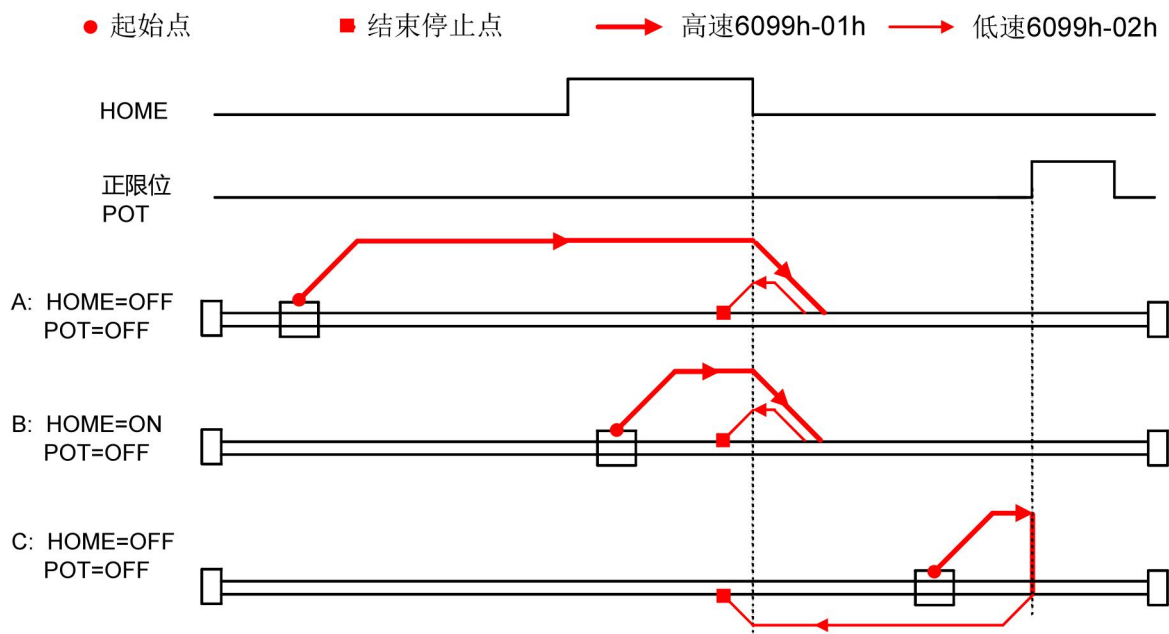 起始点
结束停止点
高速6099h-01h
低速6099h-02h
HOME
正限位
POT
A: HOME=OFF
POT=OFF
B: HOME=ON
POT=OFF
C: HOME=OFF
POT=OFF